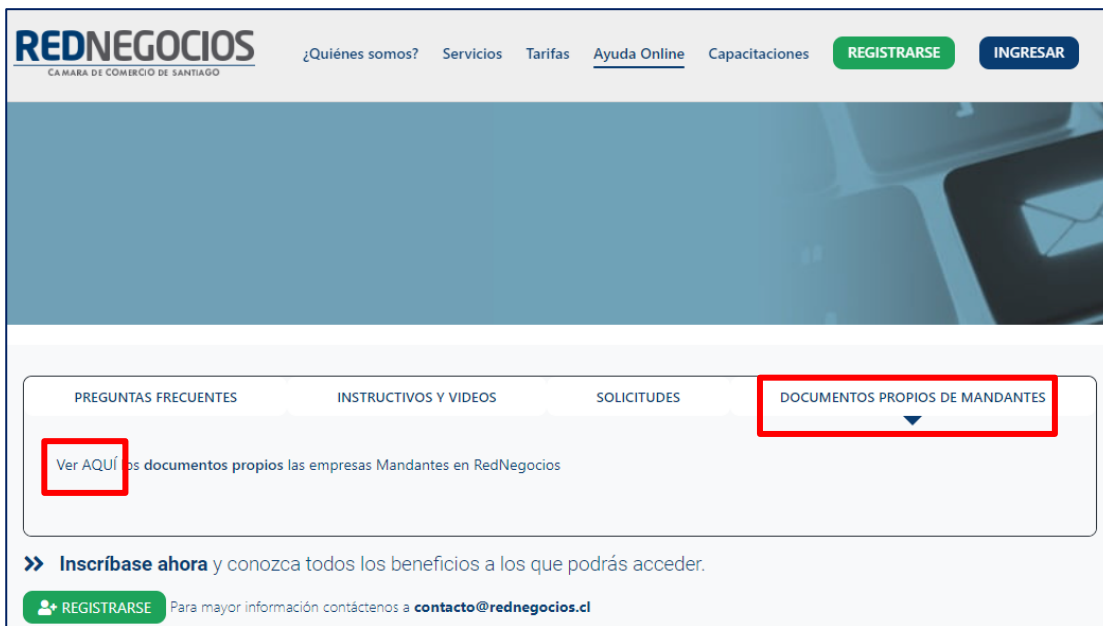 REDNEGOCIOS
CAMARA DE COMERCIO DE SANTIAGO
¿Quiénes somos? Servicios Tarifas Ayuda Online Capacitaciones REGISTRARSE INGRESAR
PREGUNTAS FRECUENTES INSTRUCTIVOS Y VIDEOS SOLICITUDES DOCUMENTOS PROPIOS DE MANDANTES
Ver AQUÍ los documentos propios las empresas Mandantes en RedNegocios
Inscríbase ahora y conozca todos los beneficios a los que podrás acceder.
REGISTRARSE Para mayor información contáctenos a contacto@rednegocios.cl